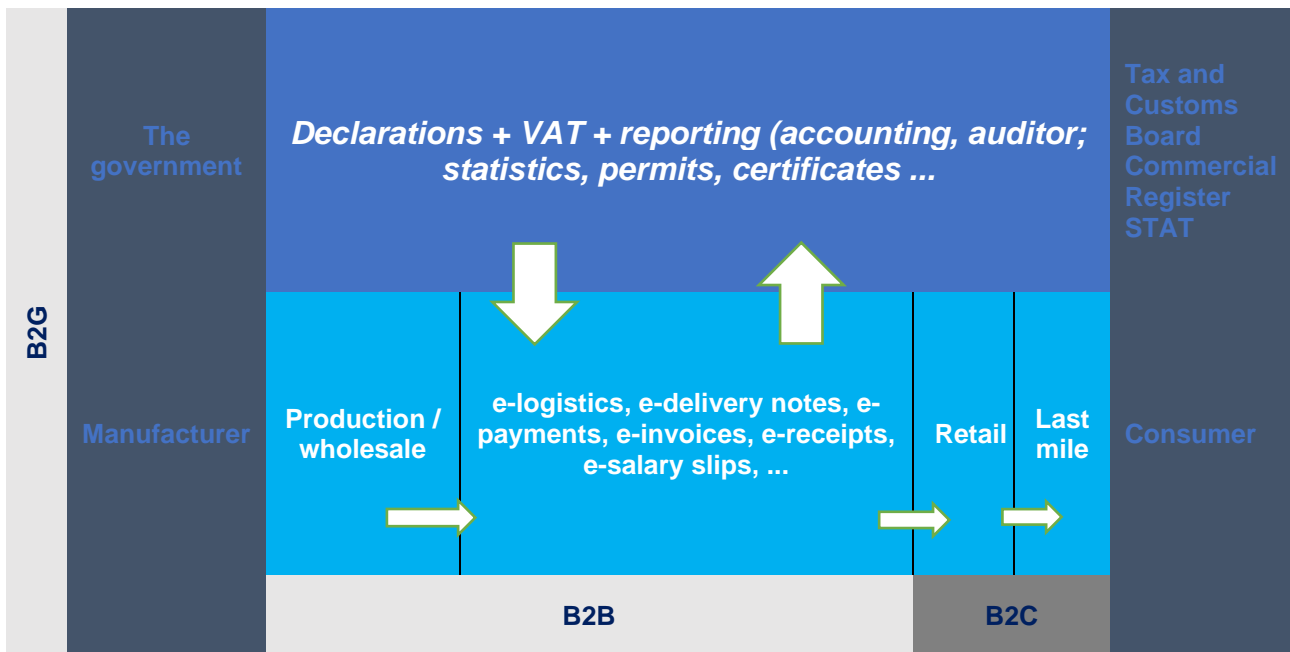 The
government
Declarations + VAT + reporting (accounting, auditor;
statistics, permits, certificates ...
Tax and
Customs
Board
Commercial
Register
STAT
B2G
Manufacturer
Production /
wholesale
e-logistics, e-delivery notes, e-
payments, e-invoices, e-receipts,
e-salary slips, ...
Retail
Last
mile
Consumer
B2B
B2C